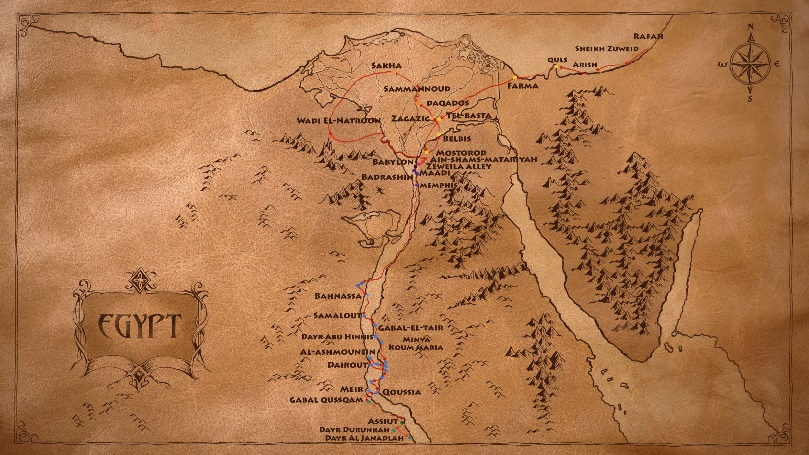 RAFAH
SHEIKH ZUWEID
QULS
ARISH
N
W
E
S
SAKHA
SAMMANNOUD
FARMA
DAQADOS
WADI EL-NATROUN
ZAGAZIG
TEL-BASTA
BELBIS
MOSTOROD
BABYLON
AIN-SHAMS-MATARIYAH
ZEWEILA ALLEY
BADRASHIN
MAADI
MEMPHIS
BAHNASSA
SAMALOUT
GABAL-EL-TAIR
DAYR ABU HINNIS
MINYA
KOUM MARIA
AL-ASHMOUNEIN
DAIROUT
MEIR
QOUSSIA
GABAL QUSSQAM
ASSIUT
DAYR DURUNKAH
DAYR AL JANADLAH
EGYPT